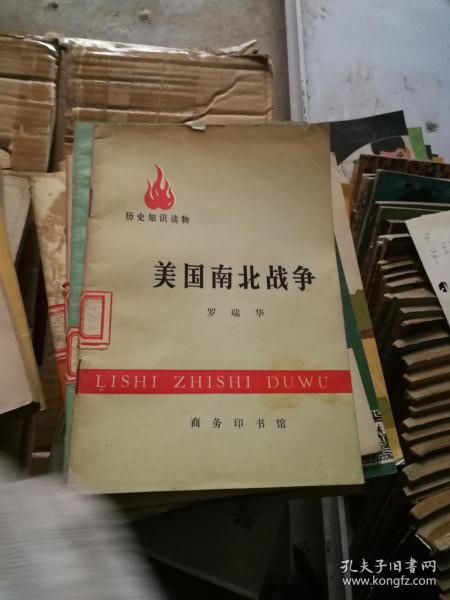 历史知识读物
美国南北战争
罗瑞华
LISHI ZHISHI DUWU
商务印书馆
孔夫子旧书网
www.kongfz.com